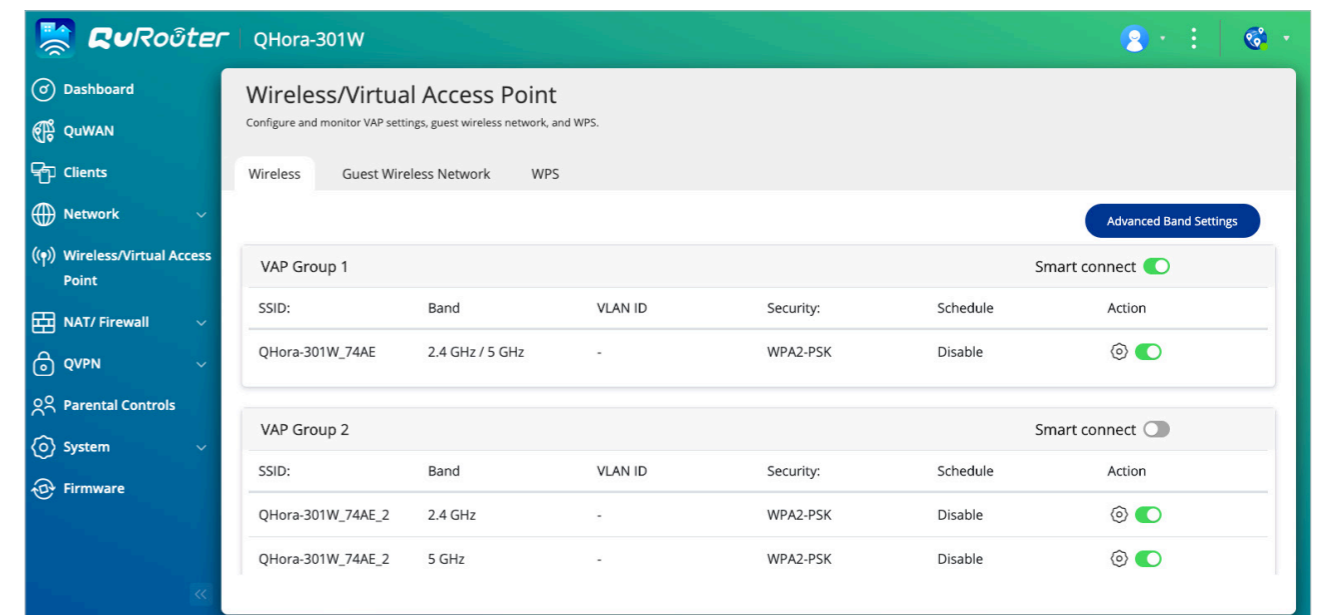 QuRoûter QHora-301W
Dashboard
QuWAN
Clients
Network
Wireless/Virtual Access
Point
NAT/ Firewall
QVPN
Parental Controls
System
Firmware
Wireless/Virtual Access Point
Configure and monitor VAP settings, guest wireless network, and WPS.
Wireless Guest Wireless Network WPS
Advanced Band Settings
VAP Group 1 Smart connect
SSID: Band VLAN ID Security: Schedule Action
QHora-301W_74AE 2.4 GHz / 5 GHz - WPA2-PSK Disable
VAP Group 2 Smart connect
SSID: Band VLAN ID Security: Schedule Action
QHora-301W_74AE_2 2.4 GHz - WPA2-PSK Disable
QHora-301W_74AE_2 5 GHz - WPA2-PSK Disable